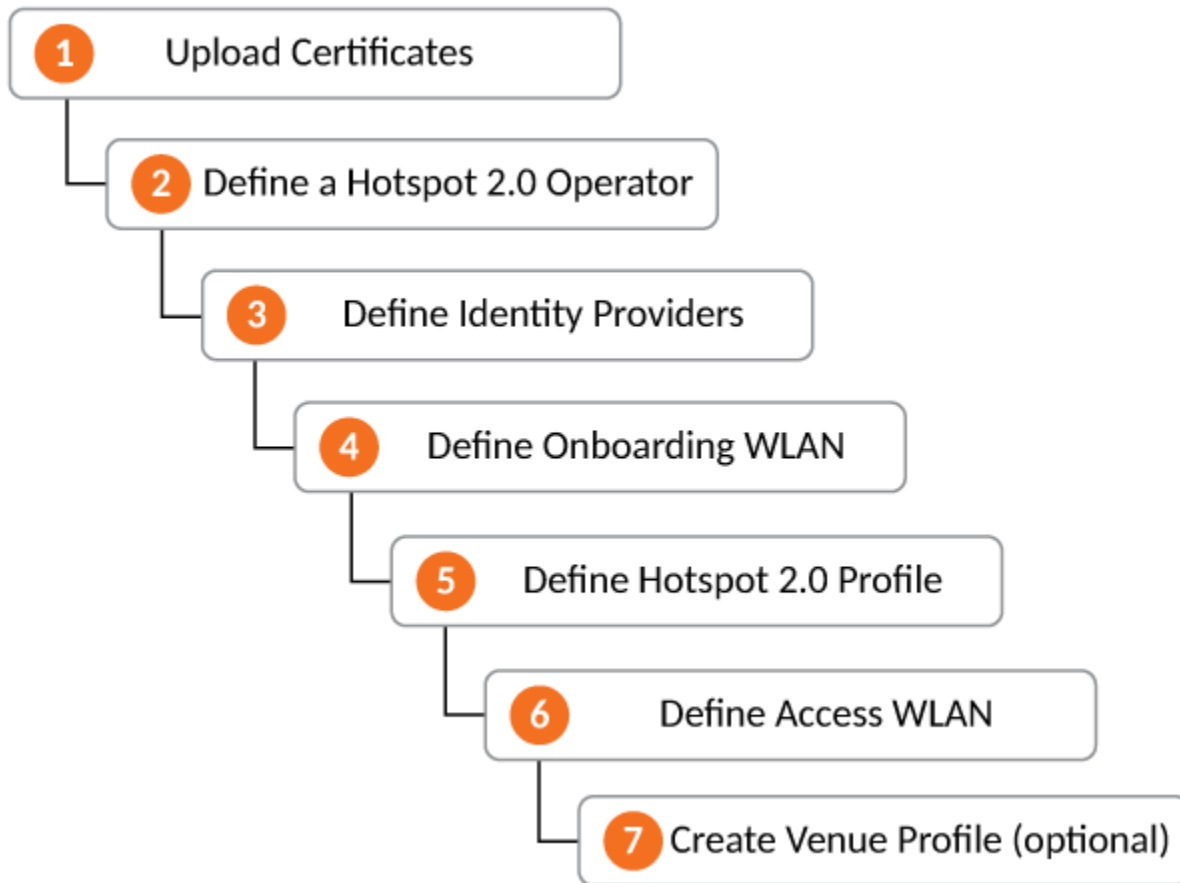 1 Upload Certificates
2 Define a Hotspot 2.0 Operator
3 Define Identity Providers
4 Define Onboarding WLAN
5 Define Hotspot 2.0 Profile
6 Define Access WLAN
7 Create Venue Profile (optional)